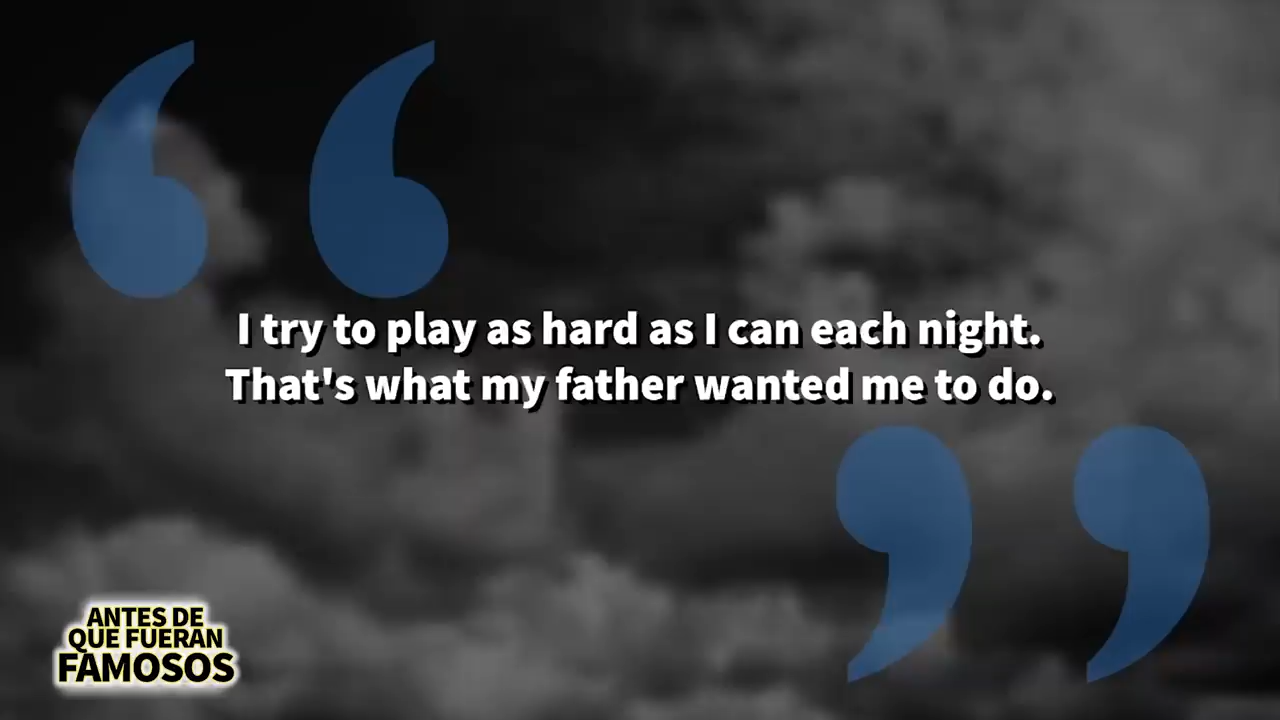 I try to play as hard as I can each night.
That's what my father wanted me to do.
ANTES DE
QUE FUERAN
FAMOSOS